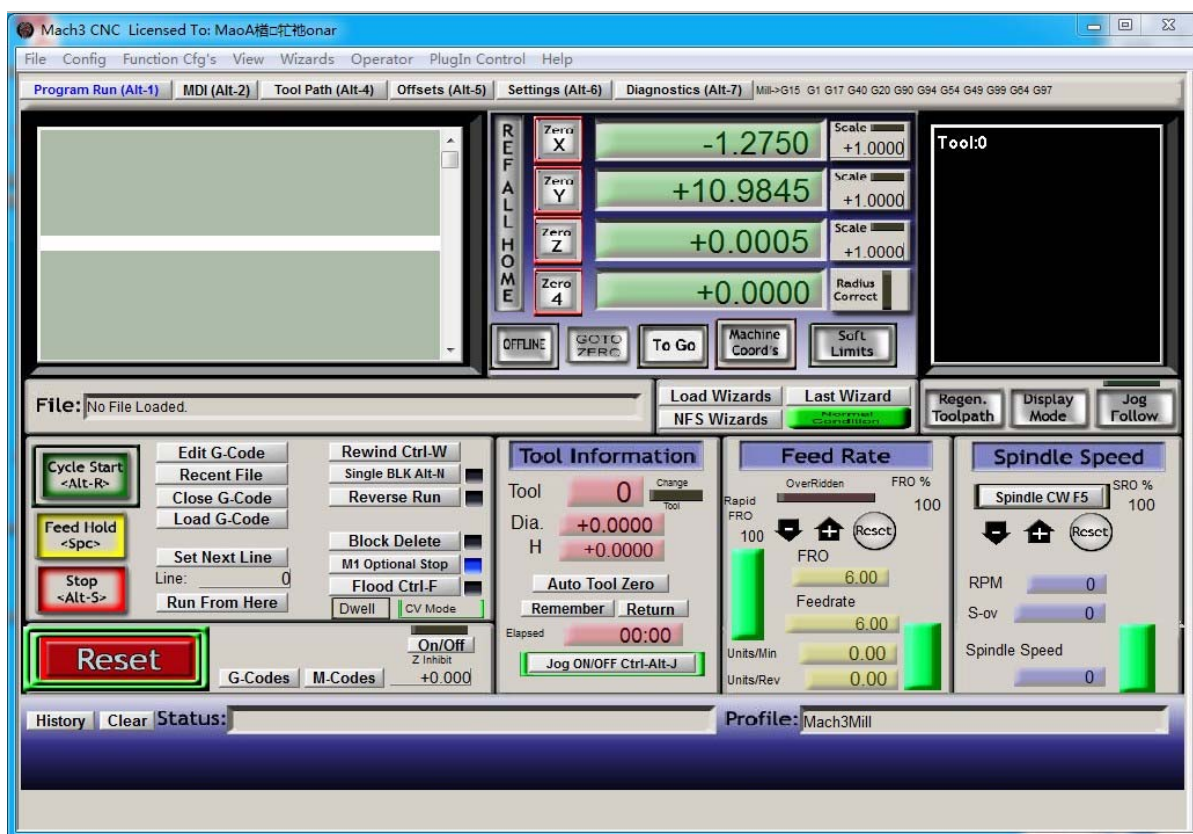 Mach3 CNC Licensed To: MaoA楢□牤祂onar
File Config Function Cfg's View Wizards Operator PlugIn Control Help
Program Run (Alt-1) MDI (Alt-2) Tool Path (Alt-4) Offsets (Alt-5) Settings (Alt-6) Diagnostics (Alt-7) Mill->G15 G1 G17 G40 G20 G90 G94 G54 G49 G99 G64 G97
REF ALL HOME
Zero X -1.2750 Scale +1.0000
Zero Y +10.9845 Scale +1.0000
Zero Z +0.0005 Scale +1.0000
Zero 4 +0.0000 Radius Correct
OFFLINE GOTO ZERO To Go Machine Coord's Soft Limits
Tool:0
File: No File Loaded.
Load Wizards Last Wizard
NFS Wizards Normal Condition
Regen. Toolpath Display Mode Jog Follow
Cycle Start <Alt-R>
Feed Hold <Spc>
Stop <Alt-S>
Edit G-Code
Recent File
Close G-Code
Load G-Code
Set Next Line
Line: 0
Run From Here
Rewind Ctrl-W
Single BLK Alt-N
Reverse Run
Block Delete
M1 Optional Stop
Flood Ctrl-F
Dwell CV Mode
Reset
G-Codes M-Codes
On/Off
Z Inhibit
+0.000
Tool Information
Tool 0 Change Tool
Dia. +0.0000
H +0.0000
Auto Tool Zero
Remember Return
Elapsed 00:00
Jog ON/OFF Ctrl-Alt-J
Feed Rate
OverRidden FRO %
100
Rapid FRO
100
Reset
FRO
6.00
Feedrate
6.00
Units/Min 0.00
Units/Rev 0.00
Spindle Speed
Spindle CW F5
SRO %
100
Reset
RPM 0
S-ov 0
Spindle Speed
0
History Clear Status:
Profile: Mach3Mill